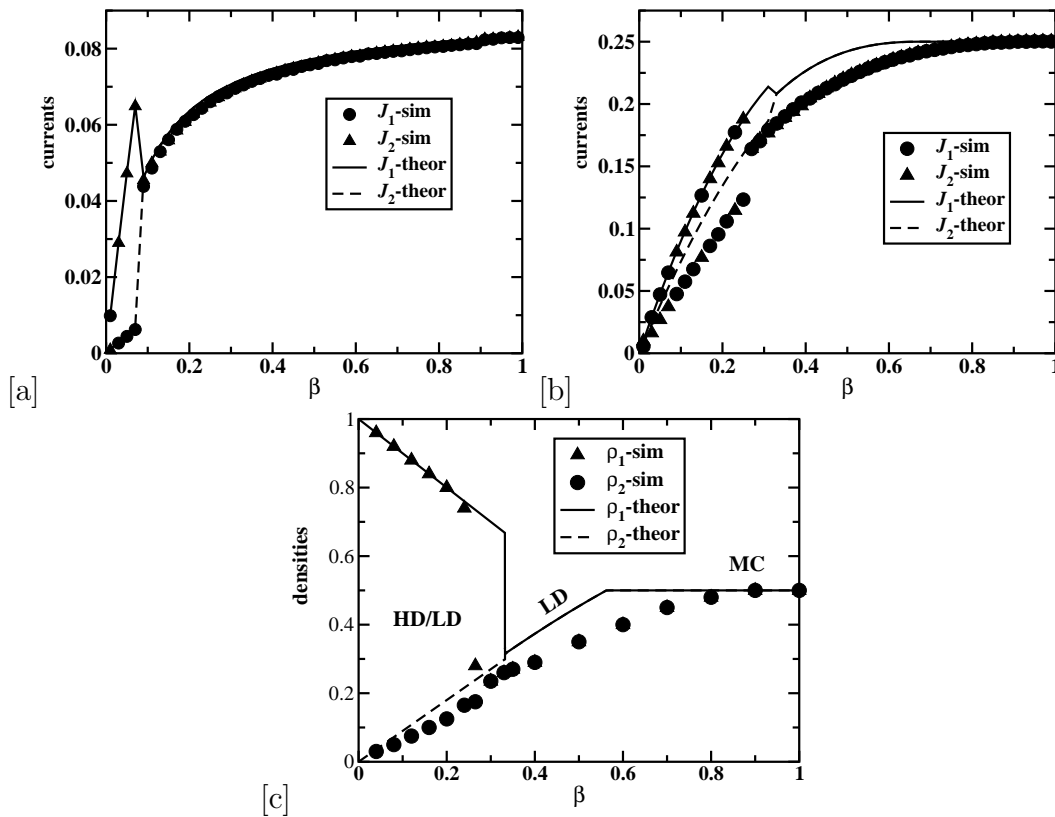 currents
0.08
0.06
0.04
0.02
0
J1-sim
J2-sim
J1-theor
J2-theor
0 0.2 0.4 0.6 0.8 1
β
[a]
currents
0.25
0.2
0.15
0.1
0.05
0
J1-sim
J2-sim
J1-theor
J2-theor
0 0.2 0.4 0.6 0.8 1
β
[b]
densities
1
0.8
0.6
0.4
0.2
0
ρ1-sim
ρ2-sim
ρ1-theor
ρ2-theor
HD/LD
LD
MC
0 0.2 0.4 0.6 0.8 1
β
[c]